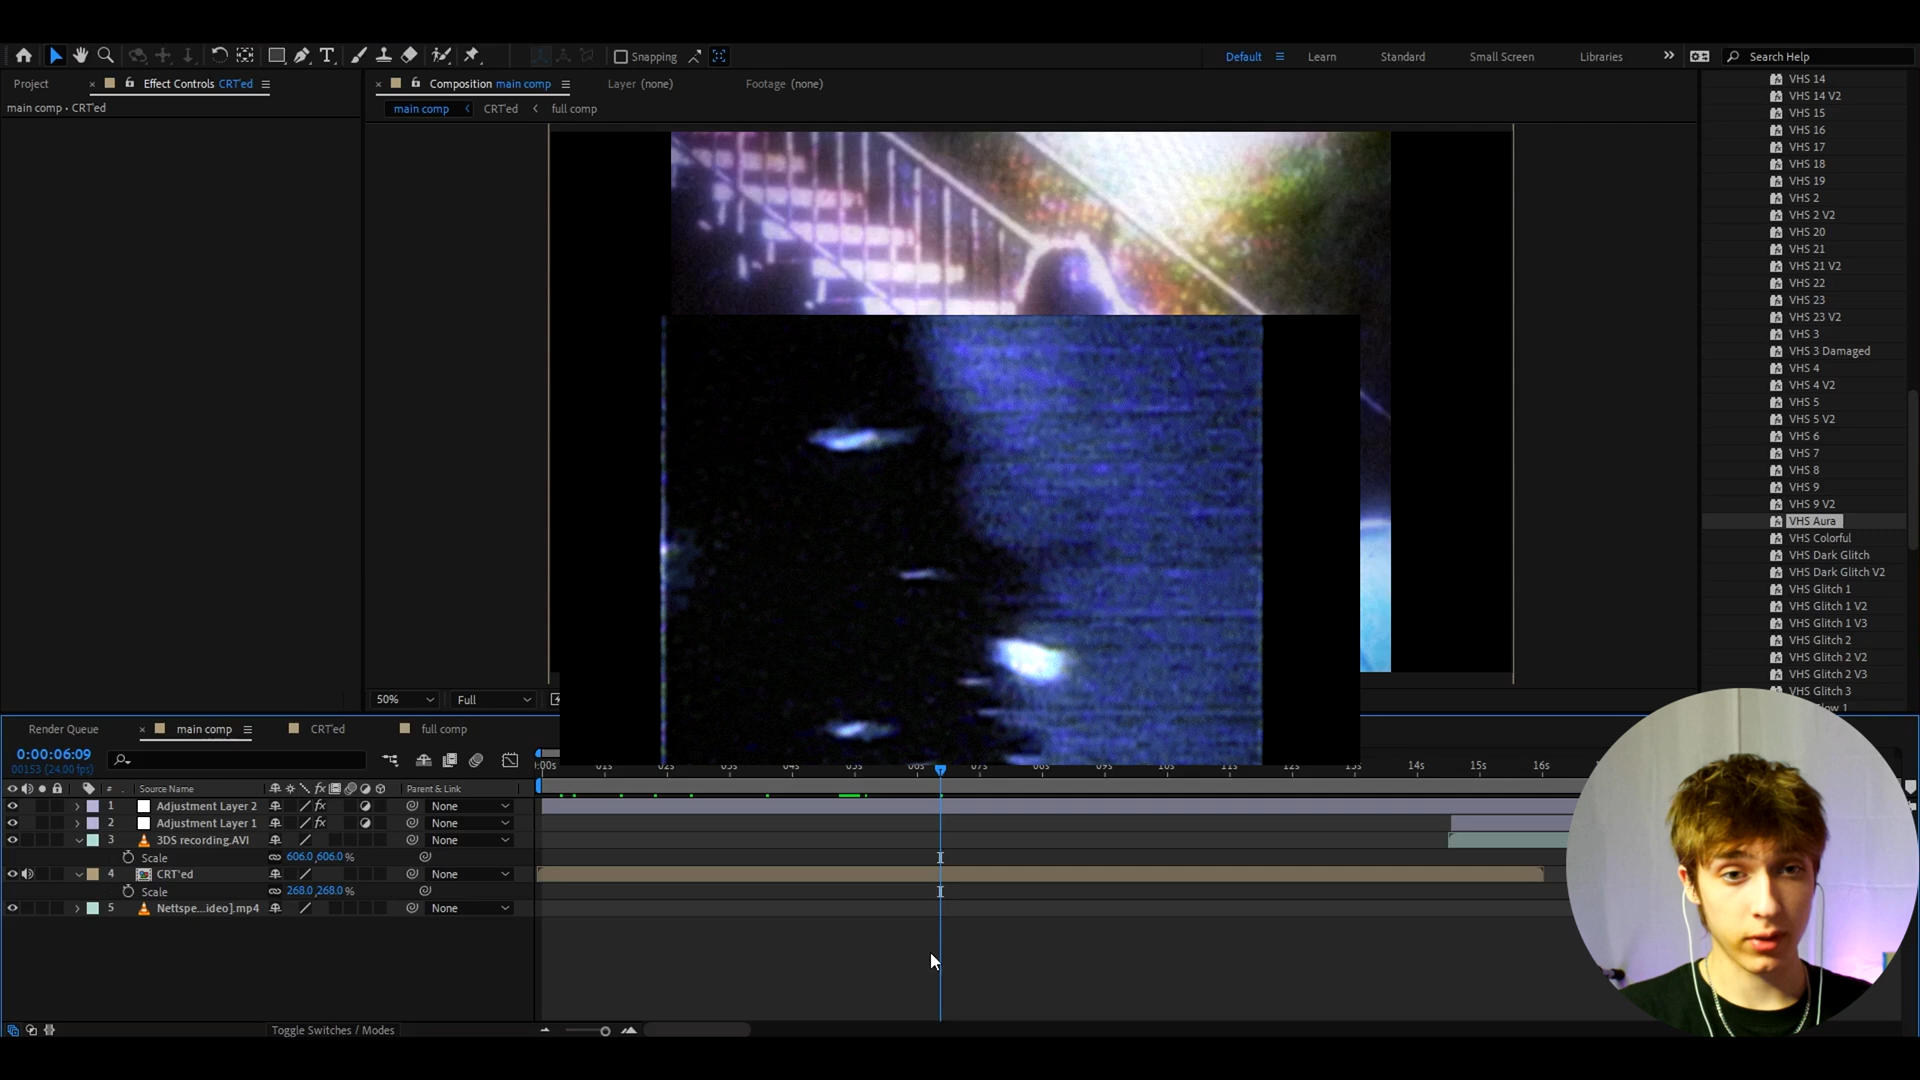 Snapping
Default
Learn
Standard
Small Screen
Libraries
Search Help
Project
Effect Controls CRT'ed
Composition main comp
Layer (none)
Footage (none)
main comp • CRT'ed
main comp
CRT'ed
full comp
VHS 14
VHS 14 V2
VHS 15
VHS 16
VHS 17
VHS 18
VHS 19
VHS 2
VHS 2 V2
VHS 20
VHS 21
VHS 21 V2
VHS 22
VHS 23
VHS 23 V2
VHS 3
VHS 3 Damaged
VHS 4
VHS 4 V2
VHS 5
VHS 5 V2
VHS 6
VHS 7
VHS 8
VHS 9
VHS 9 V2
VHS Aura
VHS Colorful
VHS Dark Glitch
VHS Dark Glitch V2
VHS Glitch 1
VHS Glitch 1 V2
VHS Glitch 1 V3
VHS Glitch 2
VHS Glitch 2 V2
VHS Glitch 2 V3
VHS Glitch 3
50%
Full
Render Queue
main comp
CRT'ed
full comp
0:00:06:09
00153 (24.00 fps)
14s 15s 16s
# Source Name
fx
Parent & Link
1 Adjustment Layer 2 fx None
2 Adjustment Layer 1 fx None
3 3DS recording.AVI None
Scale 606.0,606.0%
4 CRT'ed None
Scale 268.0,268.0%
5 Nettspe...ideo].mp4 None
Toggle Switches / Modes